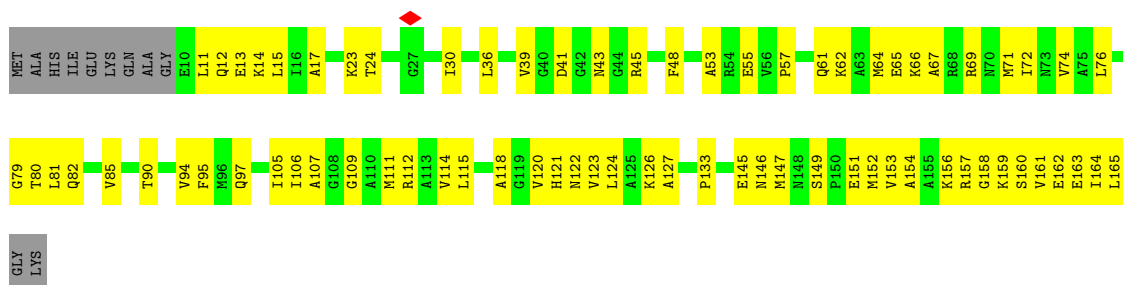 MET ALA HIS ILE GLU LYS GLN ALA GLY E10 L11 Q12 E13 K14 L15 I16 A17 K23 T24 G27 I30 L36 V39 G40 D41 G42 N43 G44 R45 F48 A53 R54 E55 V56 P57 Q61 K62 A63 M64 E65 K66 A67 R68 R69 N70 M71 I72 N73 V74 A75 L76
G79 T80 L81 Q82 V85 T90 V94 F95 M96 Q97 I105 I106 A107 G108 G109 A110 M111 R112 A113 V114 L115 A118 G119 V120 H121 N122 V123 L124 A125 K126 A127 P133 E145 N146 M147 N148 S149 P150 E151 M152 V153 A154 A155 K156 R157 G158 K159 S160 V161 E162 E163 I164 L165
GLY LYS